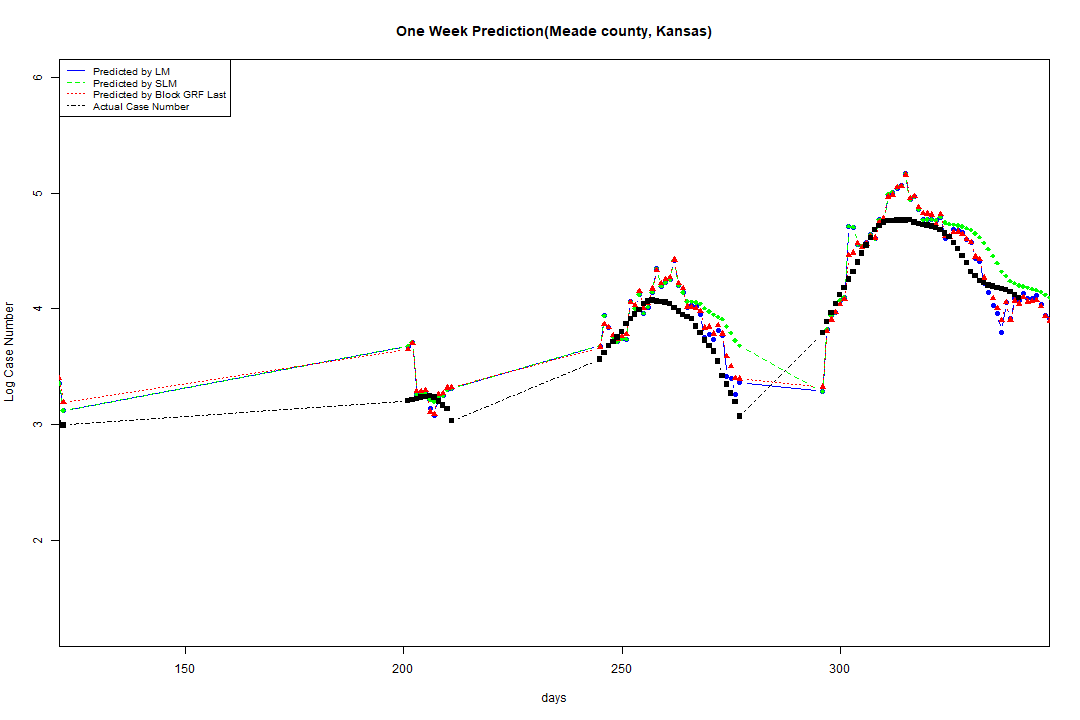 One Week Prediction(Meade county, Kansas)
Predicted by LM
Predicted by SLM
Predicted by Block GRF Last
Actual Case Number
6
5
4
3
2
Log Case Number
150 200 250 300
days